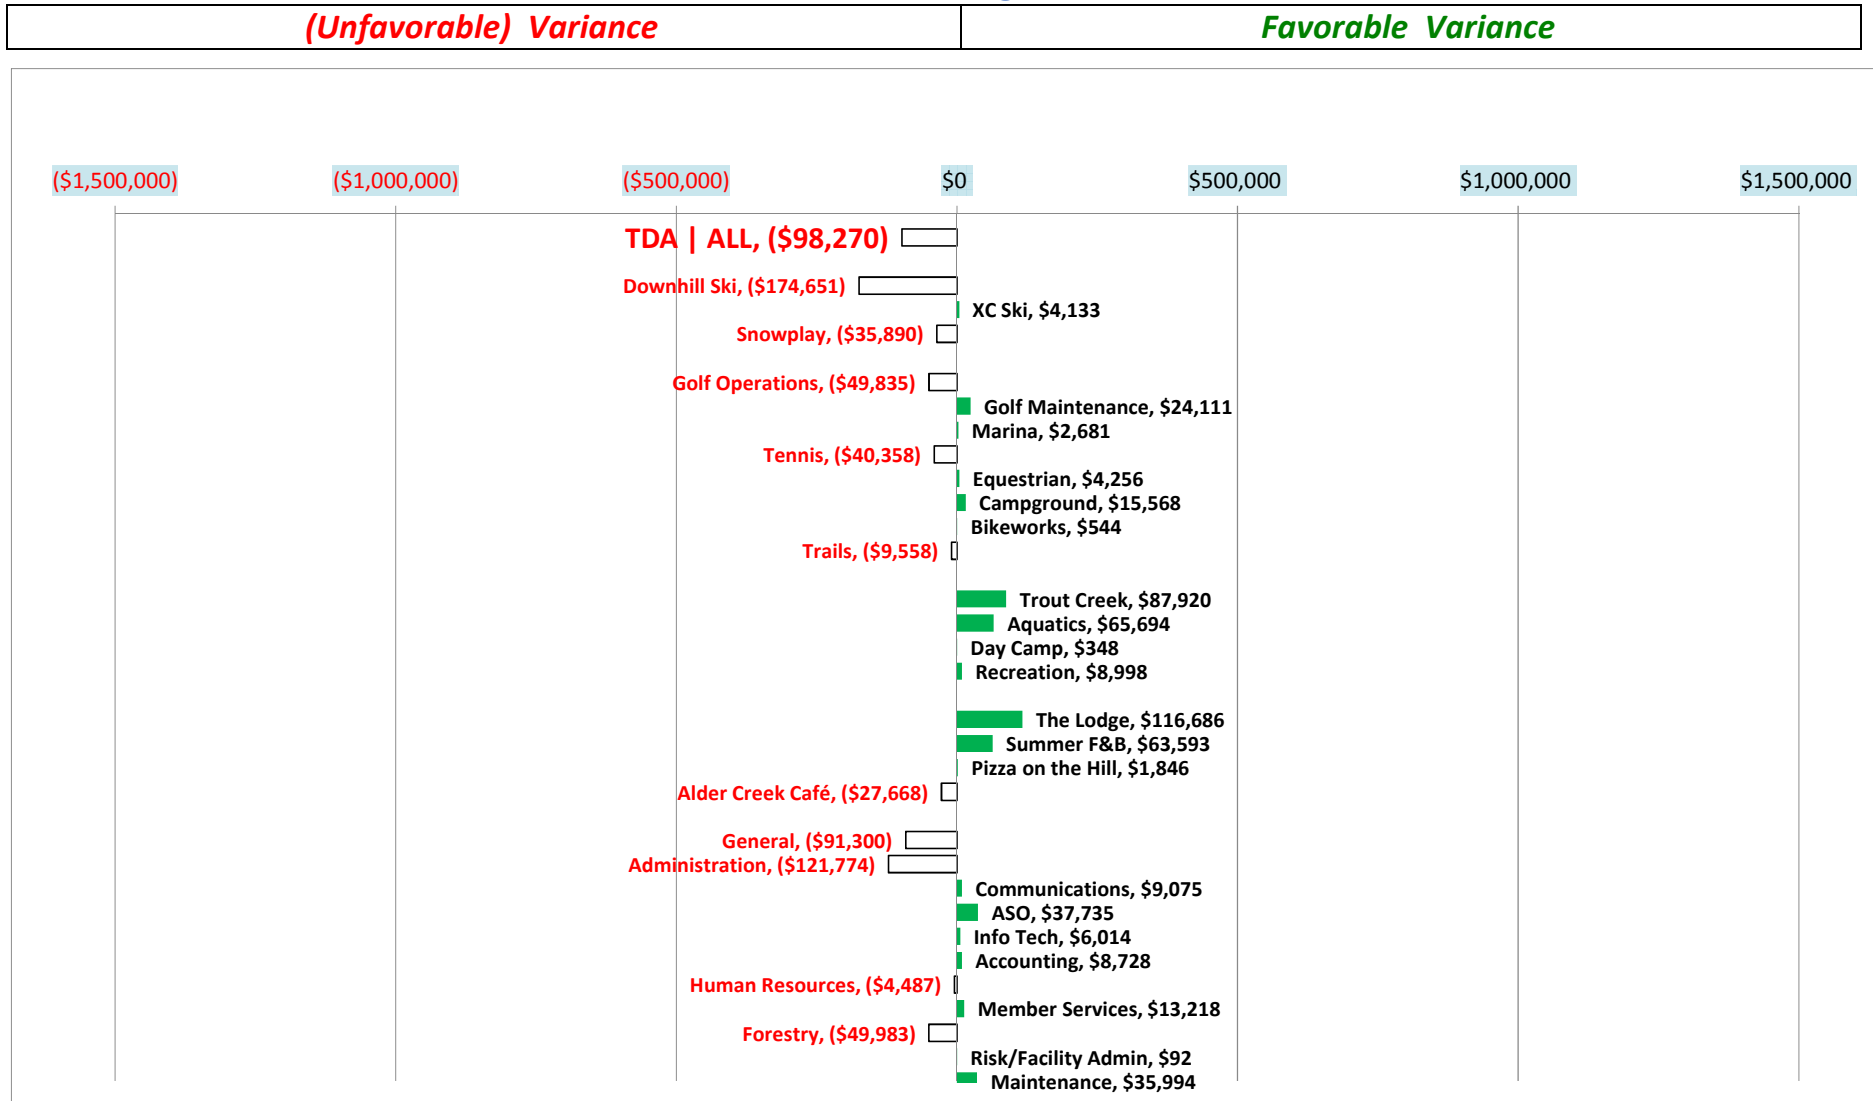 (Unfavorable) Variance
Favorable Variance
($1,500,000)
($1,000,000)
($500,000)
$0
$500,000
$1,000,000
$1,500,000
TDA | ALL, ($98,270)
Downhill Ski, ($174,651)
XC Ski, $4,133
Snowplay, ($35,890)
Golf Operations, ($49,835)
Golf Maintenance, $24,111
Marina, $2,681
Tennis, ($40,358)
Equestrian, $4,256
Campground, $15,568
Bikeworks, $544
Trails, ($9,558)
Trout Creek, $87,920
Aquatics, $65,694
Day Camp, $348
Recreation, $8,998
The Lodge, $116,686
Summer F&B, $63,593
Pizza on the Hill, $1,846
Alder Creek Café, ($27,668)
General, ($91,300)
Administration, ($121,774)
Communications, $9,075
ASO, $37,735
Info Tech, $6,014
Accounting, $8,728
Human Resources, ($4,487)
Member Services, $13,218
Forestry, ($49,983)
Risk/Facility Admin, $92
Maintenance, $35,994